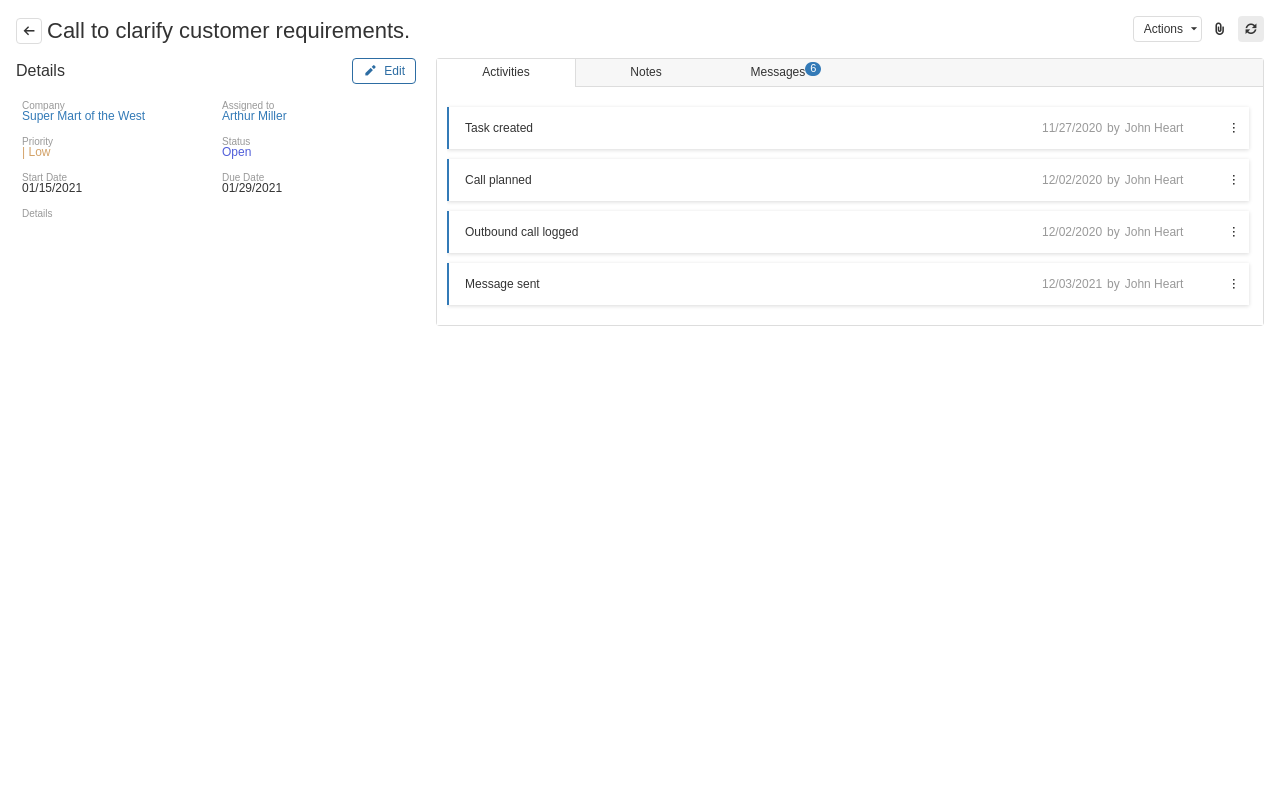 Call to clarify customer requirements.
Actions
Details
Edit
Company
Super Mart of the West
Assigned to
Arthur Miller
Priority
| Low
Status
Open
Start Date
01/15/2021
Due Date
01/29/2021
Details
Activities
Notes
Messages 6
Task created 11/27/2020 by John Heart
Call planned 12/02/2020 by John Heart
Outbound call logged 12/02/2020 by John Heart
Message sent 12/03/2021 by John Heart